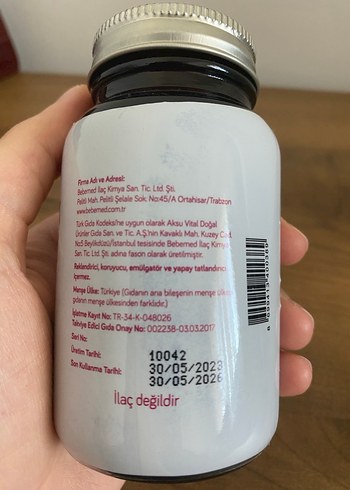 Firma Adı ve Adresi:
Bebemed İlaç Kimya San. Tic. Ltd. Şti.
Pelitli Mah. Pelitli Şelale Sok. No:45/A Ortahisar/Trabzon
www.bebemed.com.tr
Türk Gıda Kodeksi'ne uygun olarak Aksu Vital Doğal
Ürünler Gıda San. ve Tic. A.Ş.'nin Kavaklı Mah. Kuzey Cad.
No:5 Beylikdüzü/İstanbul tesisinde Bebemed İlaç Kimya
San. Tic. Ltd. Şti. adına fason olarak üretilmiştir.
Renklendirici, koruyucu, emülgatör ve yapay tatlandırıcı
içermez.
Menşe Ülke: Türkiye (Gıdanın ana bileşenin menşe ülkesi
gıdanın menşe ülkesinden farklıdır.)
İşletme Kayıt No: TR-34-K-048026
Takviye Edici Gıda Onay No: 002238-03.03.2017
Seri No: 10042
Üretim Tarihi: 30/05/2023
Son Kullanma Tarihi: 30/05/2026
İlaç değildir